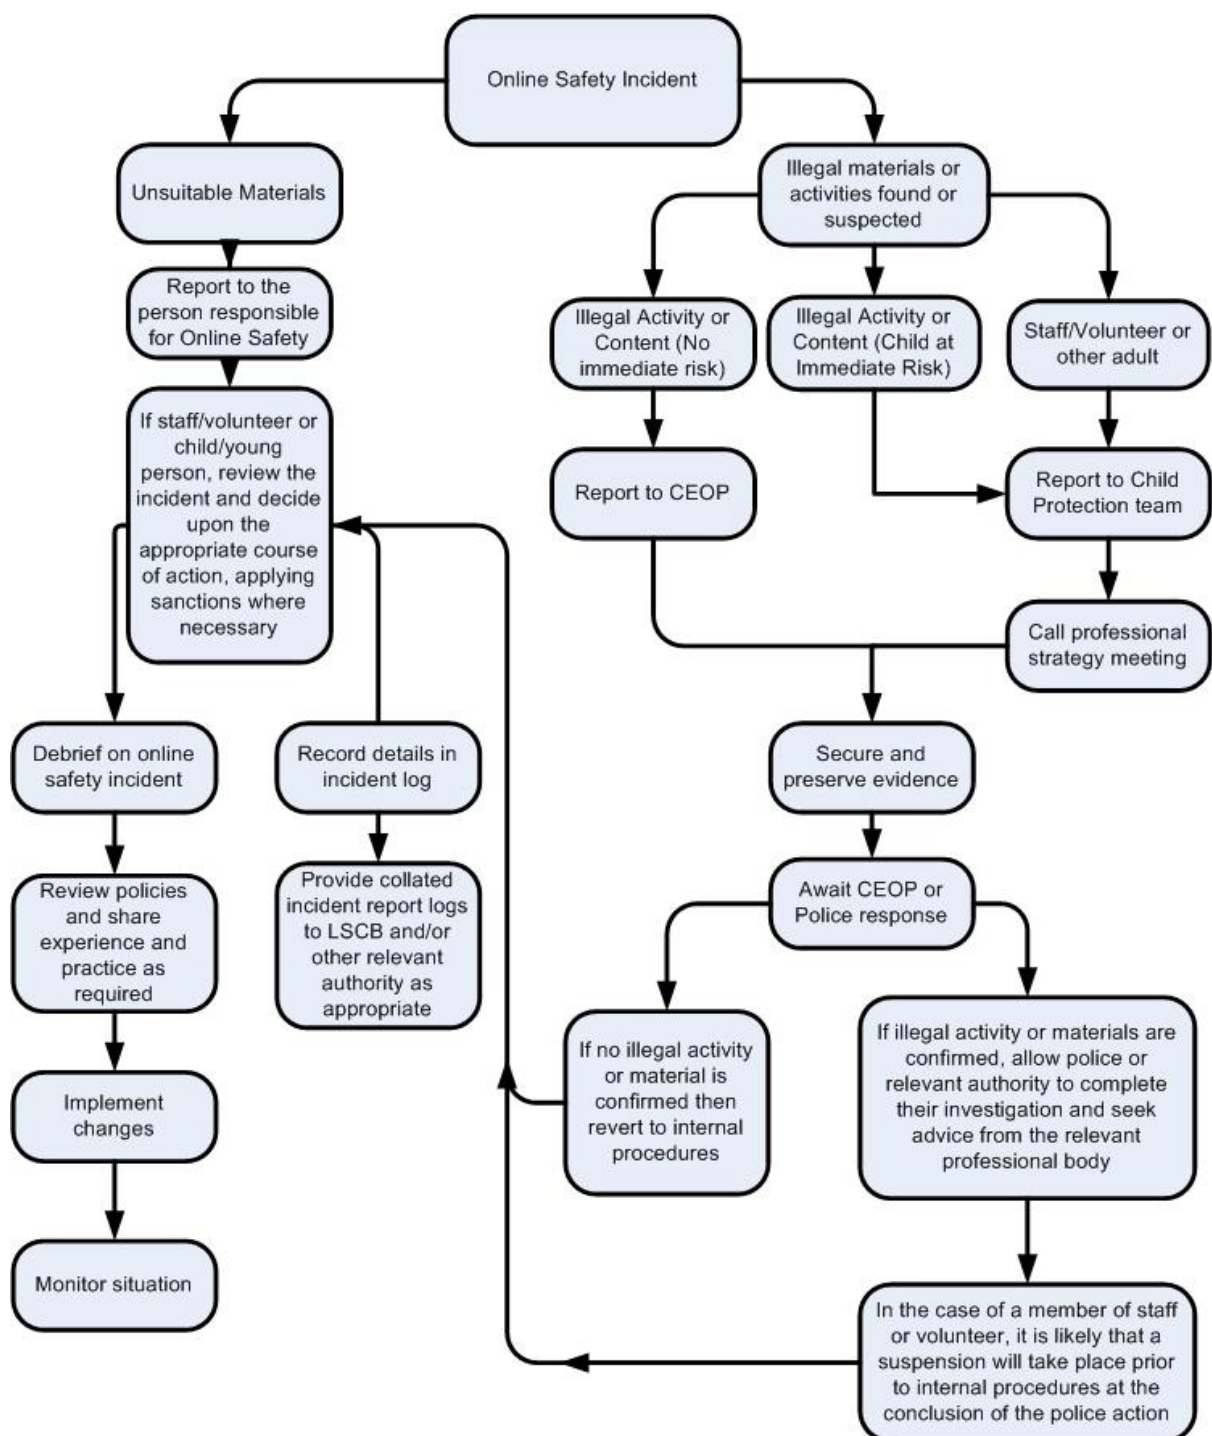 Online Safety Incident
Unsuitable Materials
Illegal materials or
activities found or
suspected
Report to the
person responsible
for Online Safety
Illegal Activity or
Content (No
immediate risk)
Illegal Activity or
Content (Child at
Immediate Risk)
Staff/Volunteer or
other adult
If staff/volunteer or
child/young
person, review the
incident and decide
upon the
appropriate course
of action, applying
sanctions where
necessary
Report to CEOP
Report to Child
Protection team
Call professional
strategy meeting
Debrief on online
safety incident
Record details in
incident log
Secure and
preserve evidence
Review policies
and share
experience and
practice as
required
Provide collated
incident report logs
to LSCB and/or
other relevant
authority as
appropriate
Await CEOP or
Police response
If no illegal activity
or material is
confirmed then
revert to internal
procedures
If illegal activity or materials are
confirmed, allow police or
relevant authority to complete
their investigation and seek
advice from the relevant
professional body
Implement
changes
Monitor situation
In the case of a member of staff
or volunteer, it is likely that a
suspension will take place prior
to internal procedures at the
conclusion of the police action